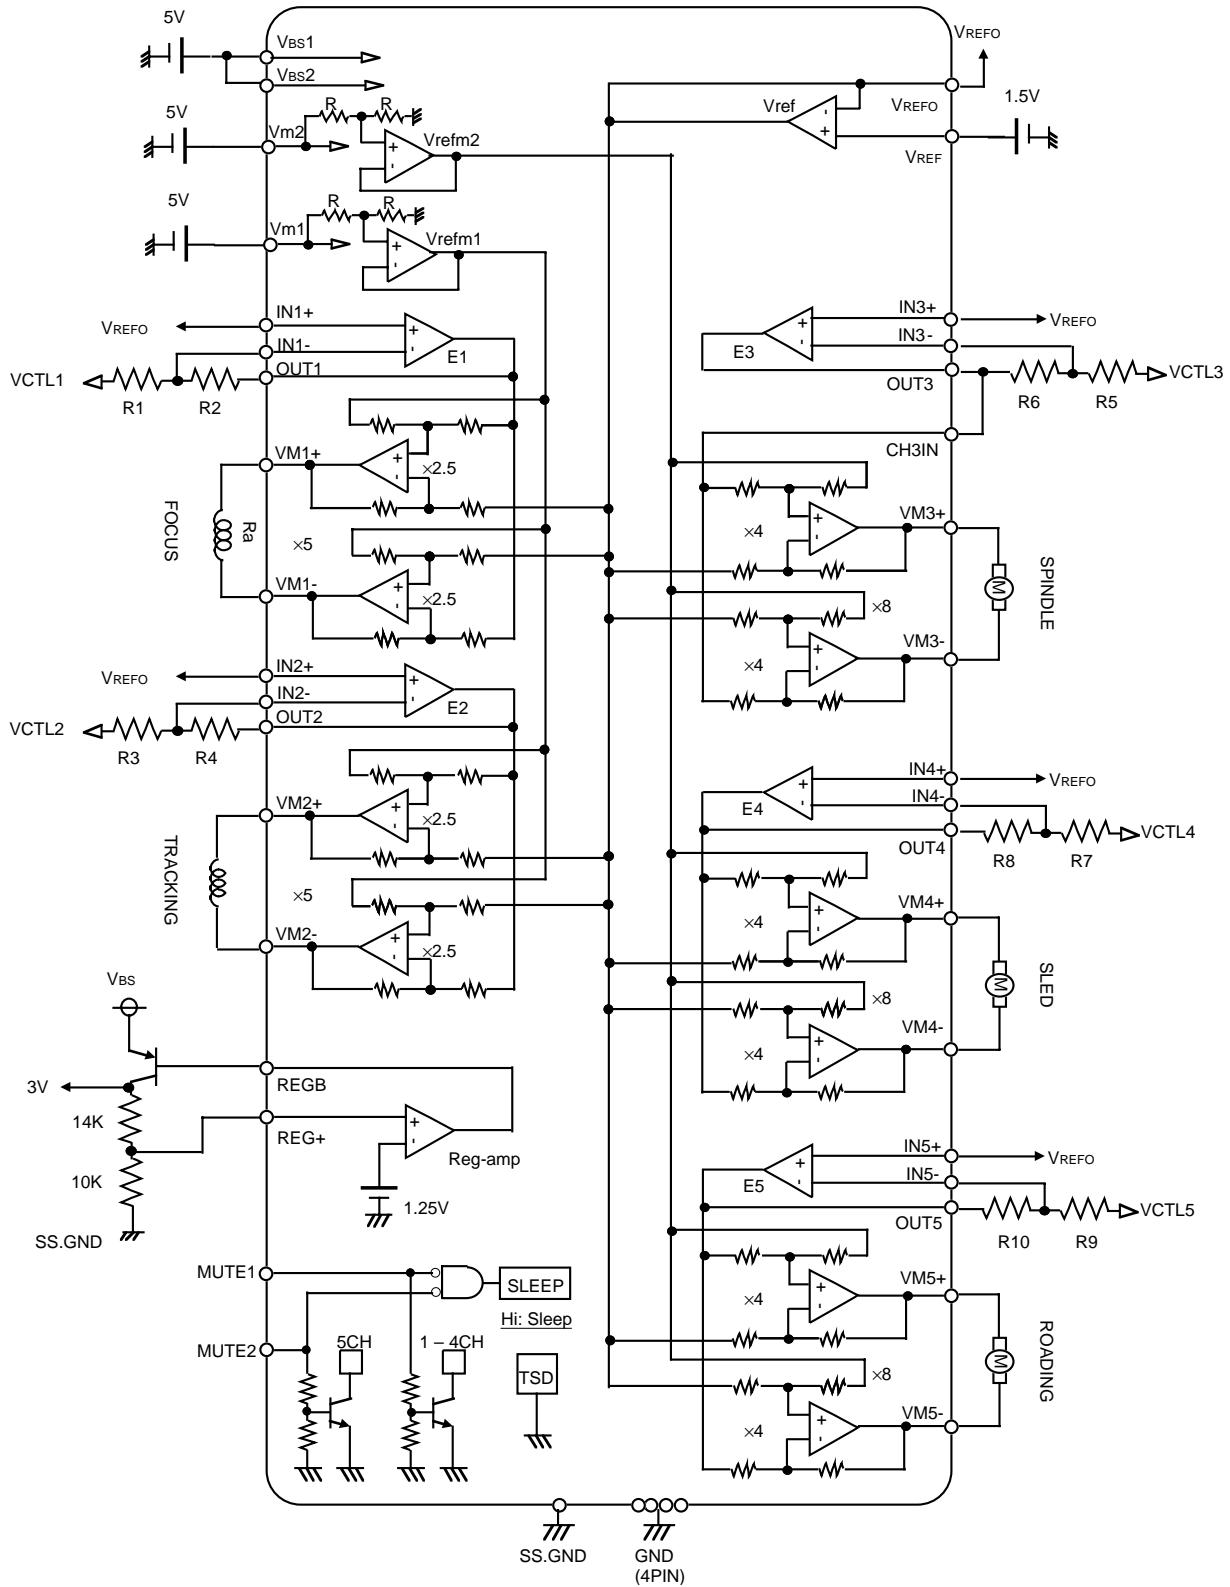 5V
VBS1
VBS2
5V
Vm2
R R
Vrefm2
5V
Vm1
R R
Vrefm1
+
-
+
-
VREFO
Vref
-
+
VREFO
1.5V
VREF
VREFO
IN1+
IN1-
OUT1
+
-
E1
VCTL1
R1 R2
VM1+
+
-
×2.5
FOCUS
Ra
×5
VM1-
+
-
×2.5
VREFO
IN2+
IN2-
OUT2
+
-
E2
VCTL2
R3 R4
VM2+
+
-
×2.5
TRACKING
×5
VM2-
+
-
×2.5
VBS
3V
14K
10K
SS.GND
REGB
REG+
+
-
Reg-amp
1.25V
MUTE1
MUTE2
SLEEP
Hi: Sleep
5CH
1 – 4CH
TSD
IN3+
IN3-
+
-
E3
VREFO
OUT3
R6 R5
VCTL3
CH3IN
×4
+
-
VM3+
×8
M
SPINDLE
×4
+
-
VM3-
IN4+
IN4-
+
-
E4
VREFO
OUT4
R8 R7
VCTL4
×4
+
-
VM4+
×8
M
SLED
×4
+
-
VM4-
IN5+
IN5-
+
-
E5
VREFO
OUT5
R10 R9
VCTL5
×4
+
-
VM5+
×8
M
ROADING
×4
+
-
VM5-
SS.GND
GND
(4PIN)